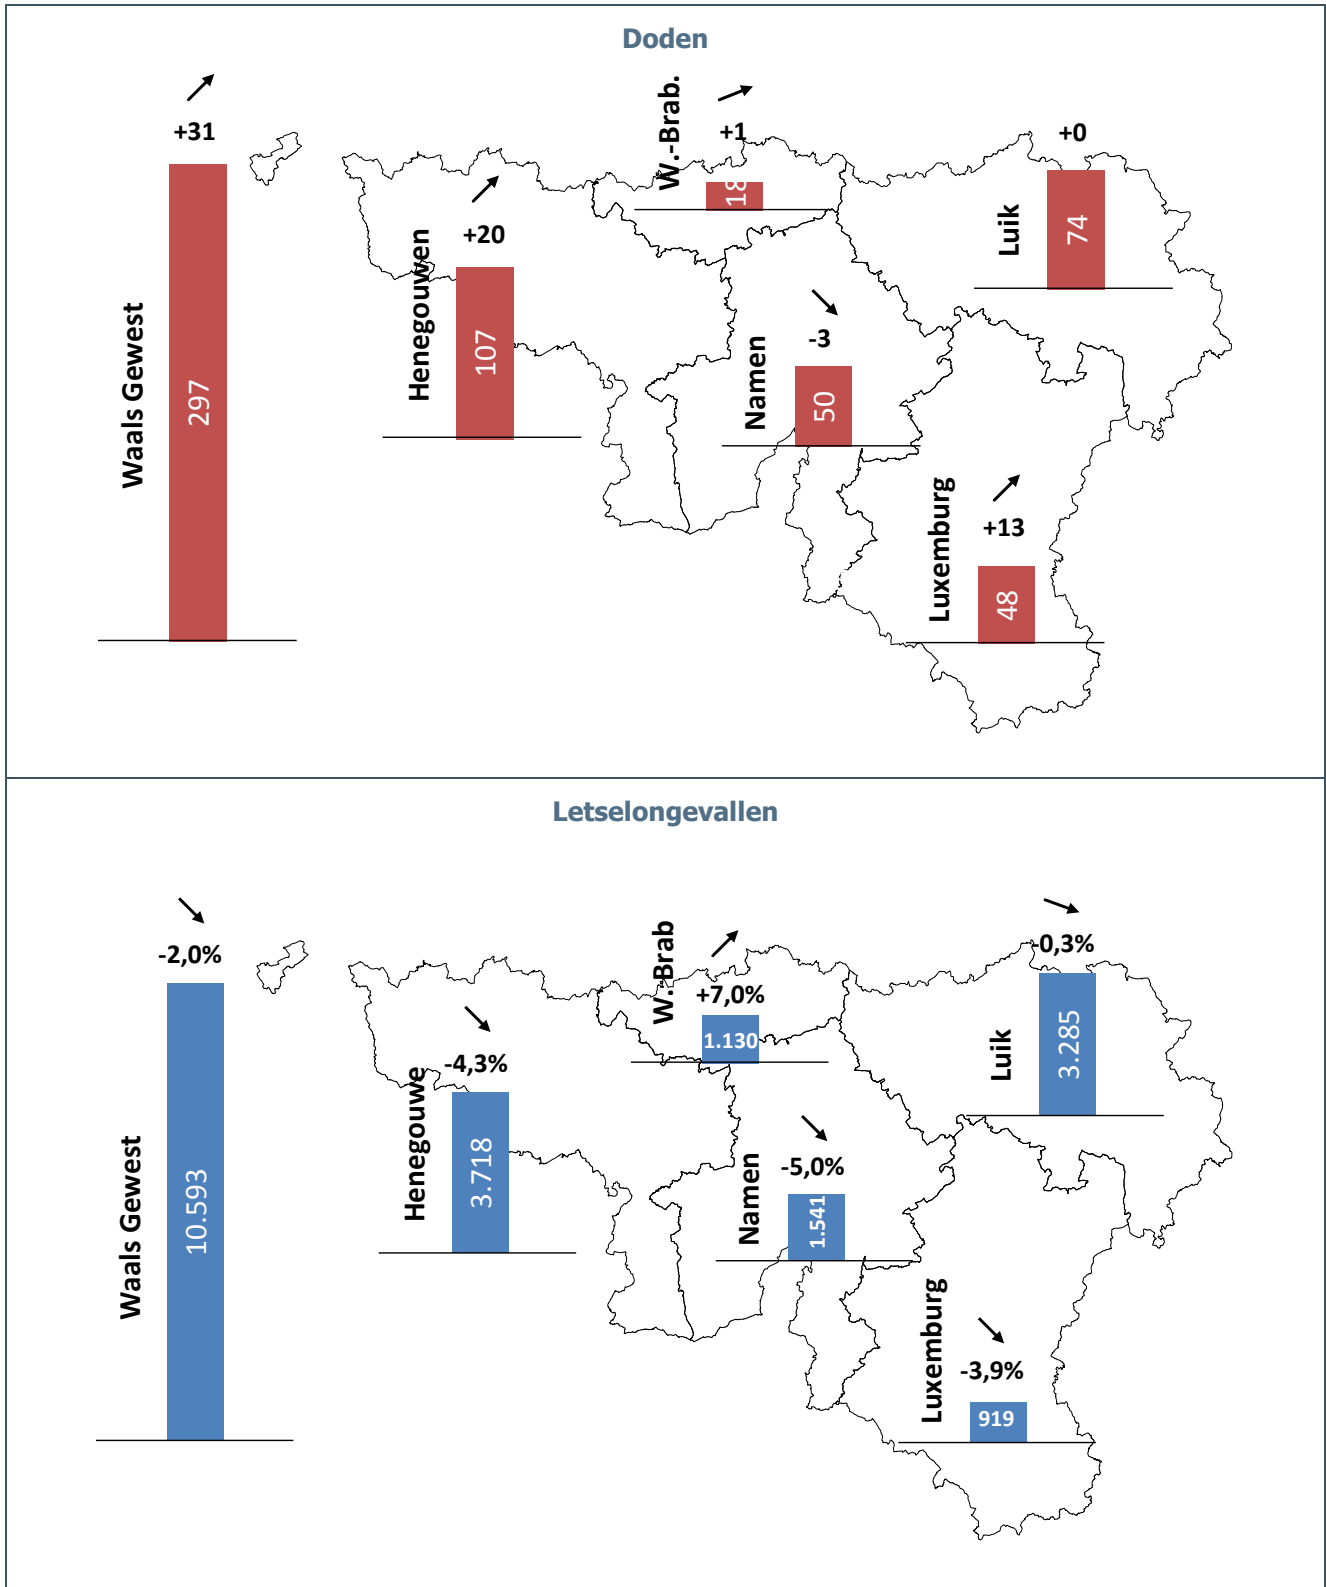 Doden
+31
Waals Gewest
297
+20
Henegouwen
107
W.-Brab.
+1
18
+0
Luik
74
-3
Namen
50
+13
Luxemburg
48
Letselongevallen
-2,0%
Waals Gewest
10.593
-4,3%
Henegouwe
3.718
W.-Brab
+7,0%
1.130
-0,3%
Luik
3.285
-5,0%
Namen
1.541
-3,9%
Luxemburg
919